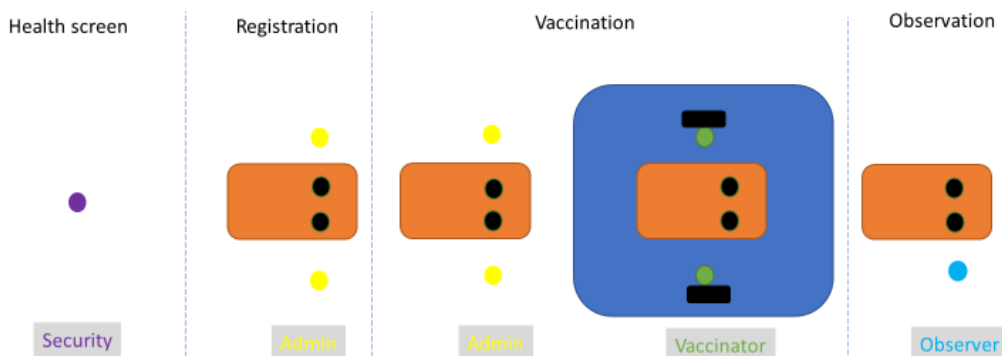 Health screen
Registration
Vaccination
Observation
Security
Admin
Admin
Vaccinator
Observer